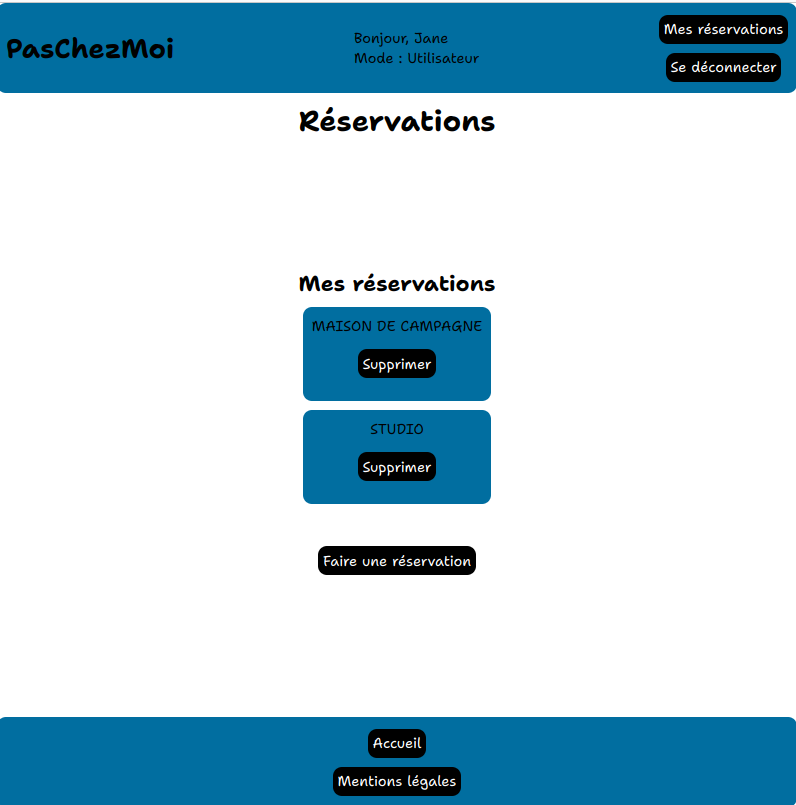 PasChezMoi
Bonjour, Jane
Mode : Utilisateur
Mes réservations
Se déconnecter
Réservations
Mes réservations
MAISON DE CAMPAGNE
Supprimer
STUDIO
Supprimer
Faire une réservation
Accueil
Mentions légales